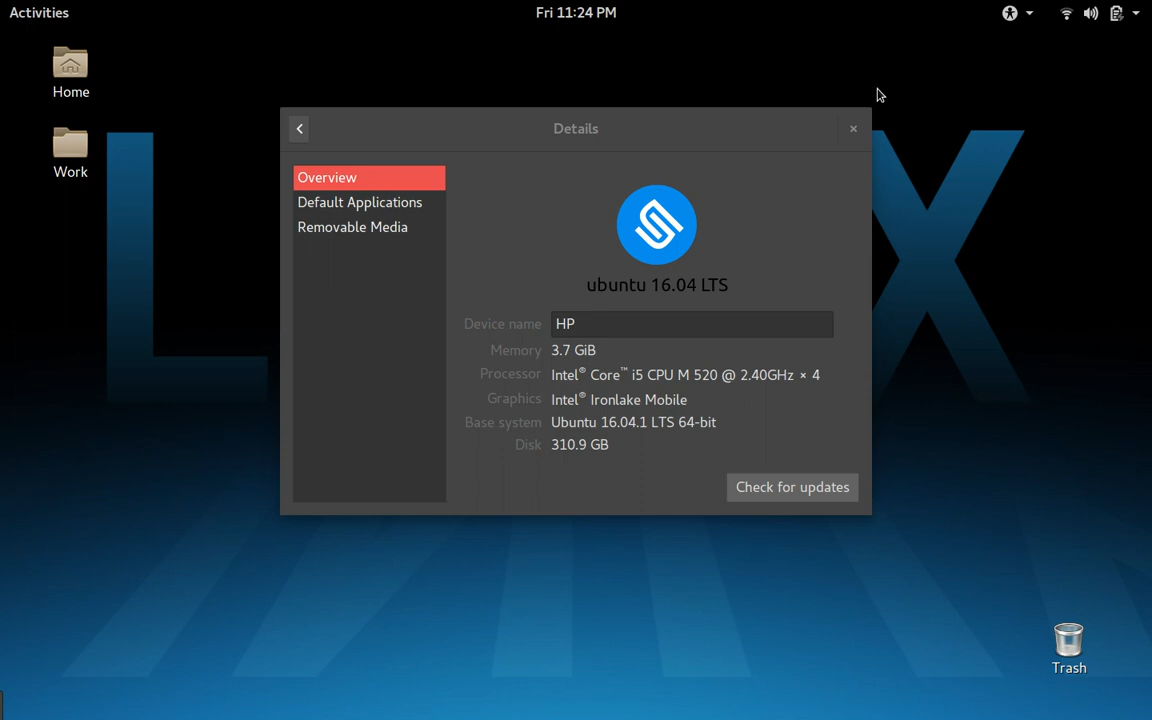 Activities
Fri 11:24 PM
Home
Work
Details
Overview
Default Applications
Removable Media
ubuntu 16.04 LTS
Device name HP
Memory 3.7 GiB
Processor Intel® Core™ i5 CPU M 520 @ 2.40GHz × 4
Graphics Intel® Ironlake Mobile
Base system Ubuntu 16.04.1 LTS 64-bit
Disk 310.9 GB
Check for updates
Trash